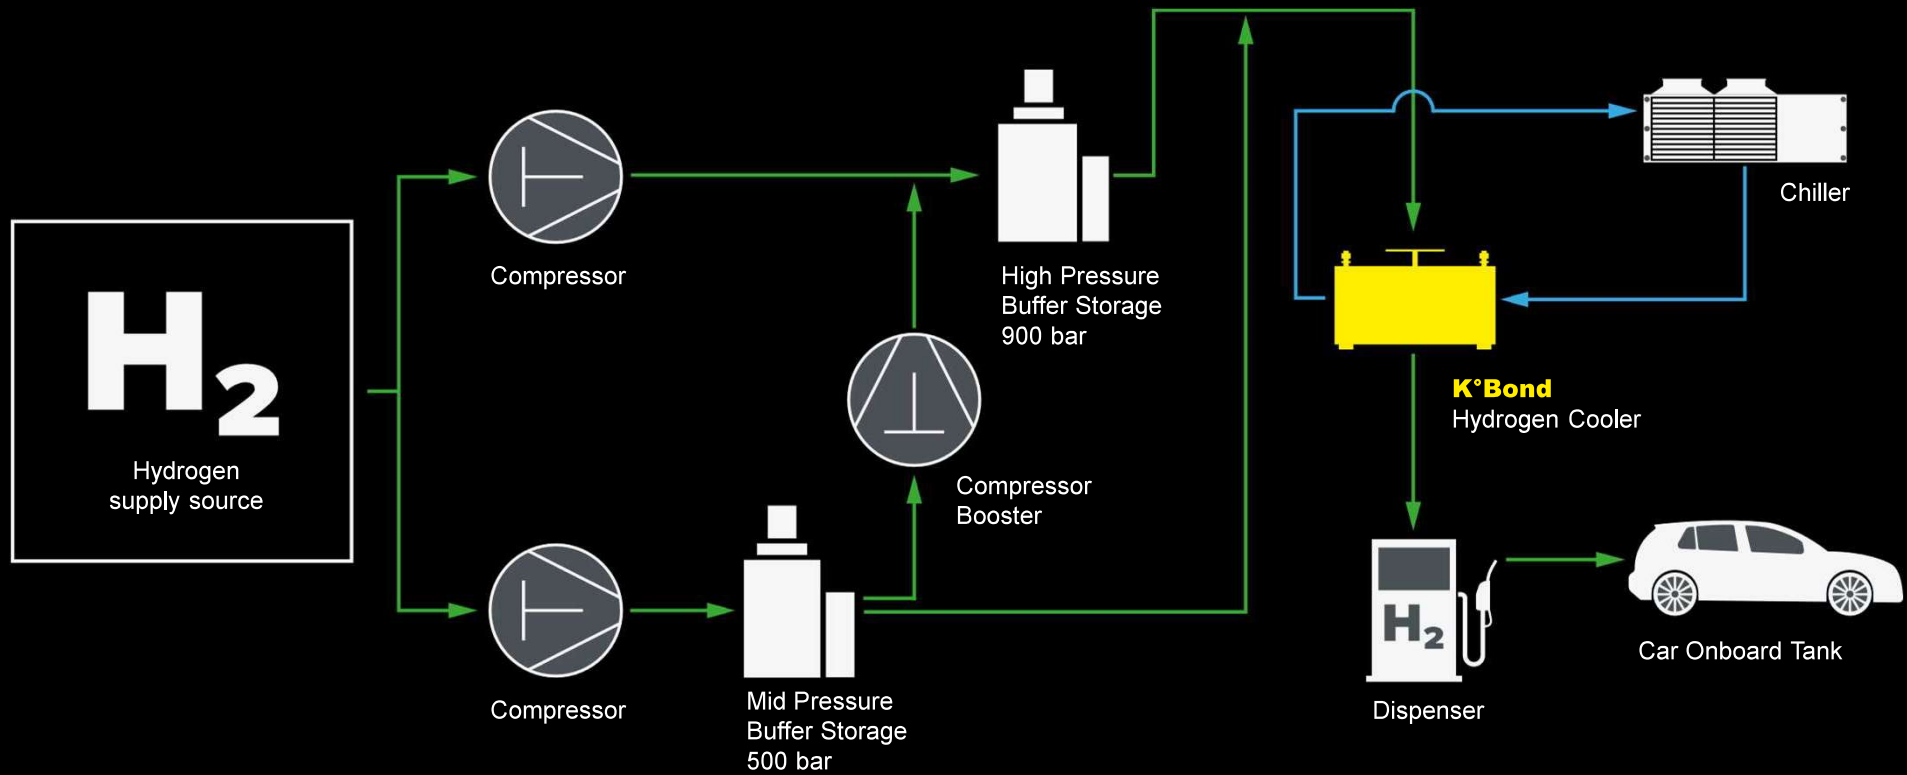 H2
Hydrogen
supply source
Compressor
High Pressure
Buffer Storage
900 bar
Chiller
K°Bond
Hydrogen Cooler
Compressor
Booster
Compressor
Mid Pressure
Buffer Storage
500 bar
H2
Dispenser
Car Onboard Tank